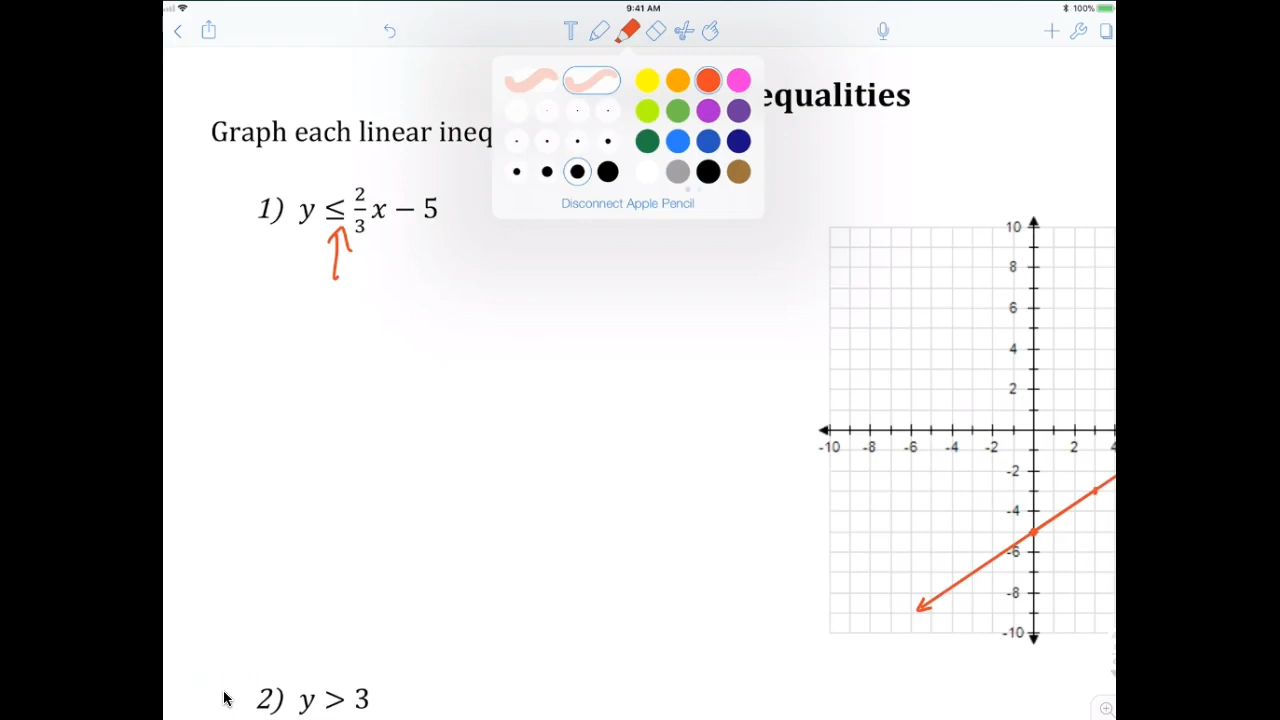 9:41 AM
100%
equalities
Graph each linear ineq
1) y ≤ 2/3 x − 5
Disconnect Apple Pencil
10
8
6
4
2
-10 -8 -6 -4 -2 2 4
-2
-4
-6
-8
-10
2) y > 3